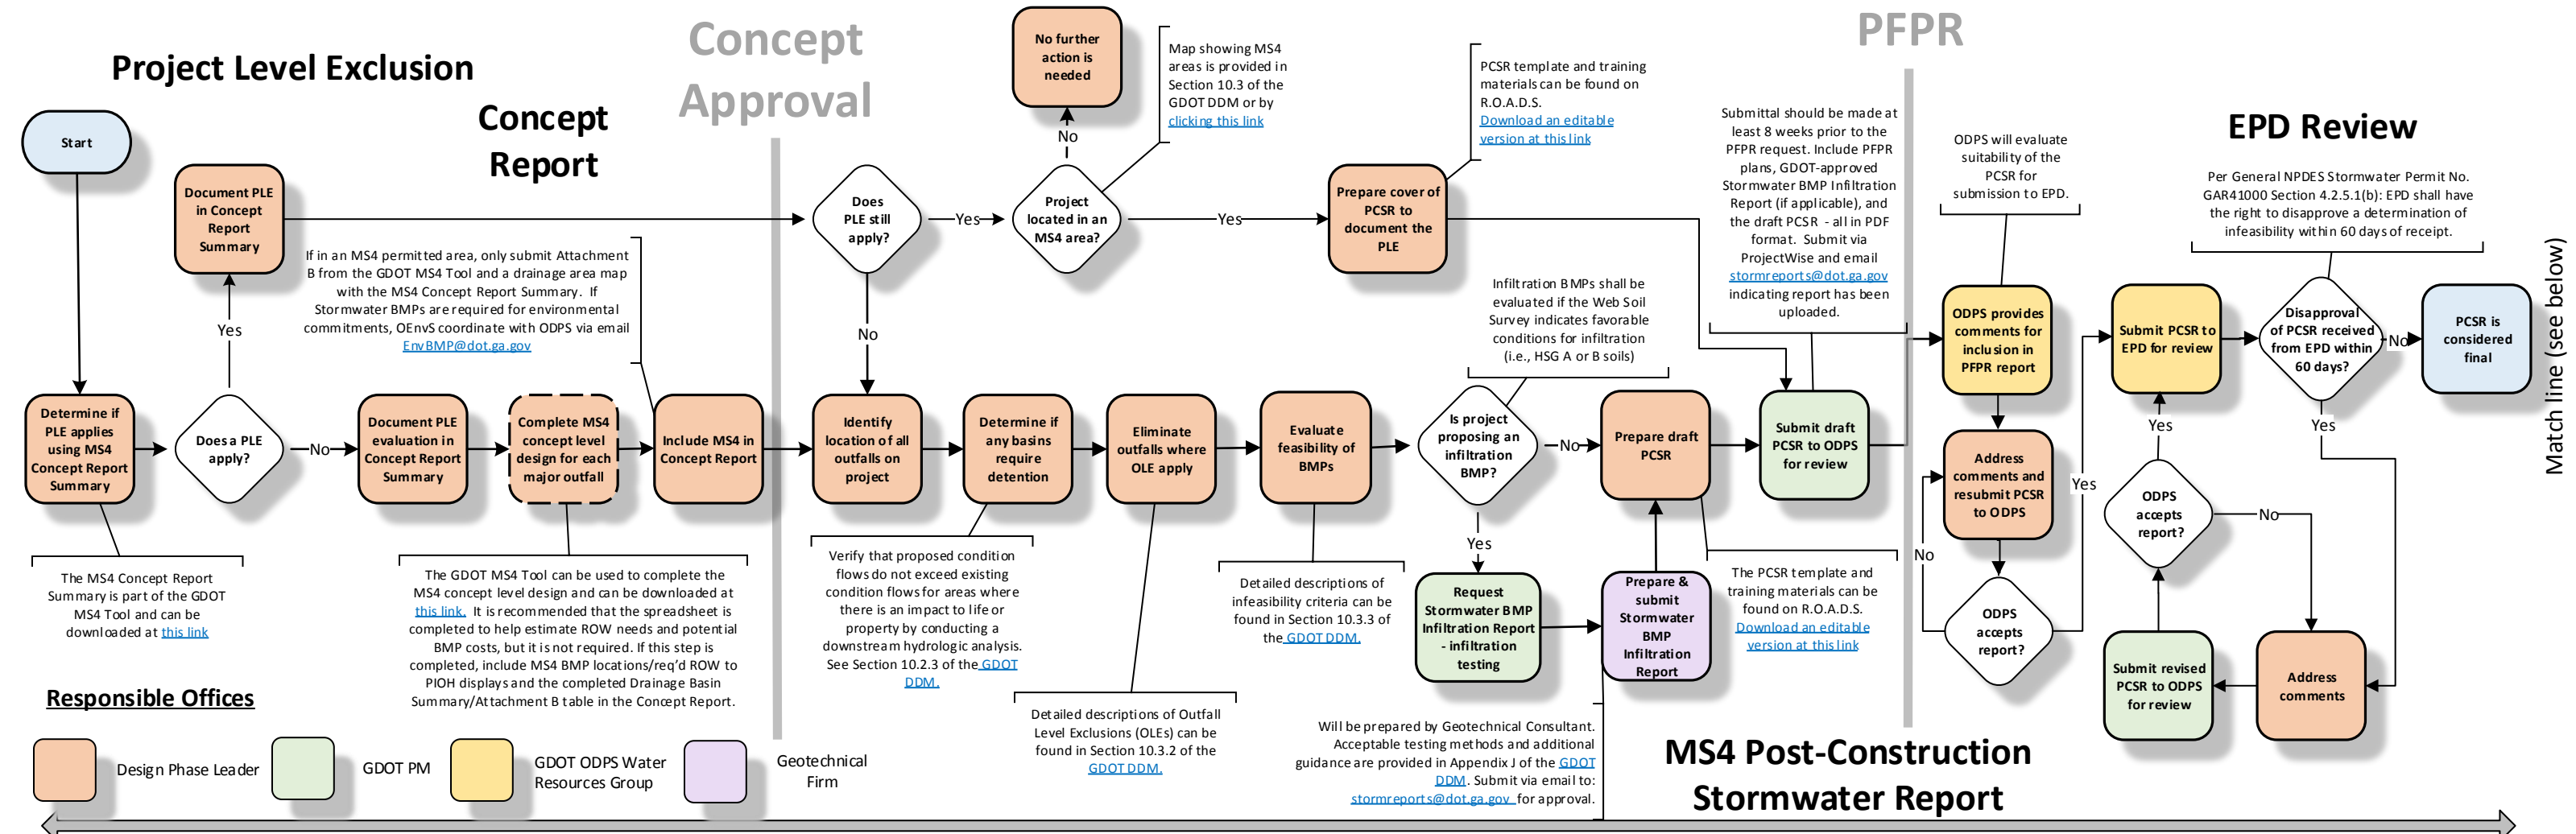 Project Level Exclusion
Concept
Report
Concept
Approval
PFPR
EPD Review
Start
Document PLE
in Concept
Report
Summary
Yes
If in an MS4 permitted area, only submit Attachment
B from the GDOT MS4 Tool and a drainage area map
with the MS4 Concept Report Summary. If
Stormwater BMPs are required for environmental
commitments, OEnvS coordinate with ODPS via email
EnvBMP@dot.ga.gov
Determine if
PLE applies
using MS4
Concept Report
Summary
Does a PLE
apply?
No
Document PLE
evaluation in
Concept Report
Summary
Complete MS4
concept level
design for each
major outfall
Include MS4 in
Concept Report
The MS4 Concept Report
Summary is part of the GDOT
MS4 Tool and can be
downloaded at this link
The GDOT MS4 Tool can be used to complete the
MS4 concept level design and can be downloaded at
this link. It is recommended that the spreadsheet is
completed to help estimate ROW needs and potential
BMP costs, but it is not required. If this step is
completed, include MS4 BMP locations/req'd ROW to
PIOH displays and the completed Drainage Basin
Summary/Attachment B table in the Concept Report.
No further
action is
needed
No
Map showing MS4
areas is provided in
Section 10.3 of the
GDOT DDM or by
clicking this link
Does
PLE still
apply?
Yes
Project
located in an
MS4 area?
Yes
Prepare cover of
PCSR to
document the
PLE
PCSR template and training
materials can be found on
R.O.A.D.S.
Download an editable
version at this link
No
Identify
location of all
outfalls on
project
Determine if
any basins
require
detention
Eliminate
outfalls where
OLE apply
Evaluate
feasibility of
BMPs
Is project
proposing an
infiltration
BMP?
No
Prepare draft
PCSR
Submit draft
PCSR to ODPS
for review
Infiltration BMPs shall be
evaluated if the Web Soil
Survey indicates favorable
conditions for infiltration
(i.e., HSG A or B soils)
Submittal should be made at
least 8 weeks prior to the
PFPR request. Include PFPR
plans, GDOT-approved
Stormwater BMP Infiltration
Report (if applicable), and
the draft PCSR - all in PDF
format. Submit via
ProjectWise and email
stormreports@dot.ga.gov
indicating report has been
uploaded.
Verify that proposed condition
flows do not exceed existing
condition flows for areas where
there is an impact to life or
property by conducting a
downstream hydrologic analysis.
See Section 10.2.3 of the GDOT
DDM.
Detailed descriptions of Outfall
Level Exclusions (OLEs) can be
found in Section 10.3.2 of the
GDOT DDM.
Detailed descriptions of
infeasibility criteria can be
found in Section 10.3.3 of
the GDOT DDM.
Yes
Request
Stormwater BMP
Infiltration Report
- infiltration
testing
Prepare &
submit
Stormwater
BMP
Infiltration
Report
The PCSR template and
training materials can be
found on R.O.A.D.S.
Download an editable
version at this link
Will be prepared by Geotechnical Consultant.
Acceptable testing methods and additional
guidance are provided in Appendix J of the GDOT
DDM. Submit via email to:
stormreports@dot.ga.gov for approval.
MS4 Post-Construction
Stormwater Report
ODPS will evaluate
suitability of the
PCSR for
submission to EPD.
ODPS provides
comments for
inclusion in
PFPR report
Address
comments and
resubmit PCSR
to ODPS
No
ODPS
accepts
report?
Yes
Per General NPDES Stormwater Permit No.
GAR41000 Section 4.2.5.1(b): EPD shall have
the right to disapprove a determination of
infeasibility within 60 days of receipt.
Submit PCSR to
EPD for review
Disapproval
of PCSR received
from EPD within
60 days?
No
PCSR is
considered
final
Yes
Yes
ODPS
accepts
report?
No
Submit revised
PCSR to ODPS
for review
Address
comments
Match line (see below)
Responsible Offices
Design Phase Leader
GDOT PM
GDOT ODPS Water
Resources Group
Geotechnical
Firm